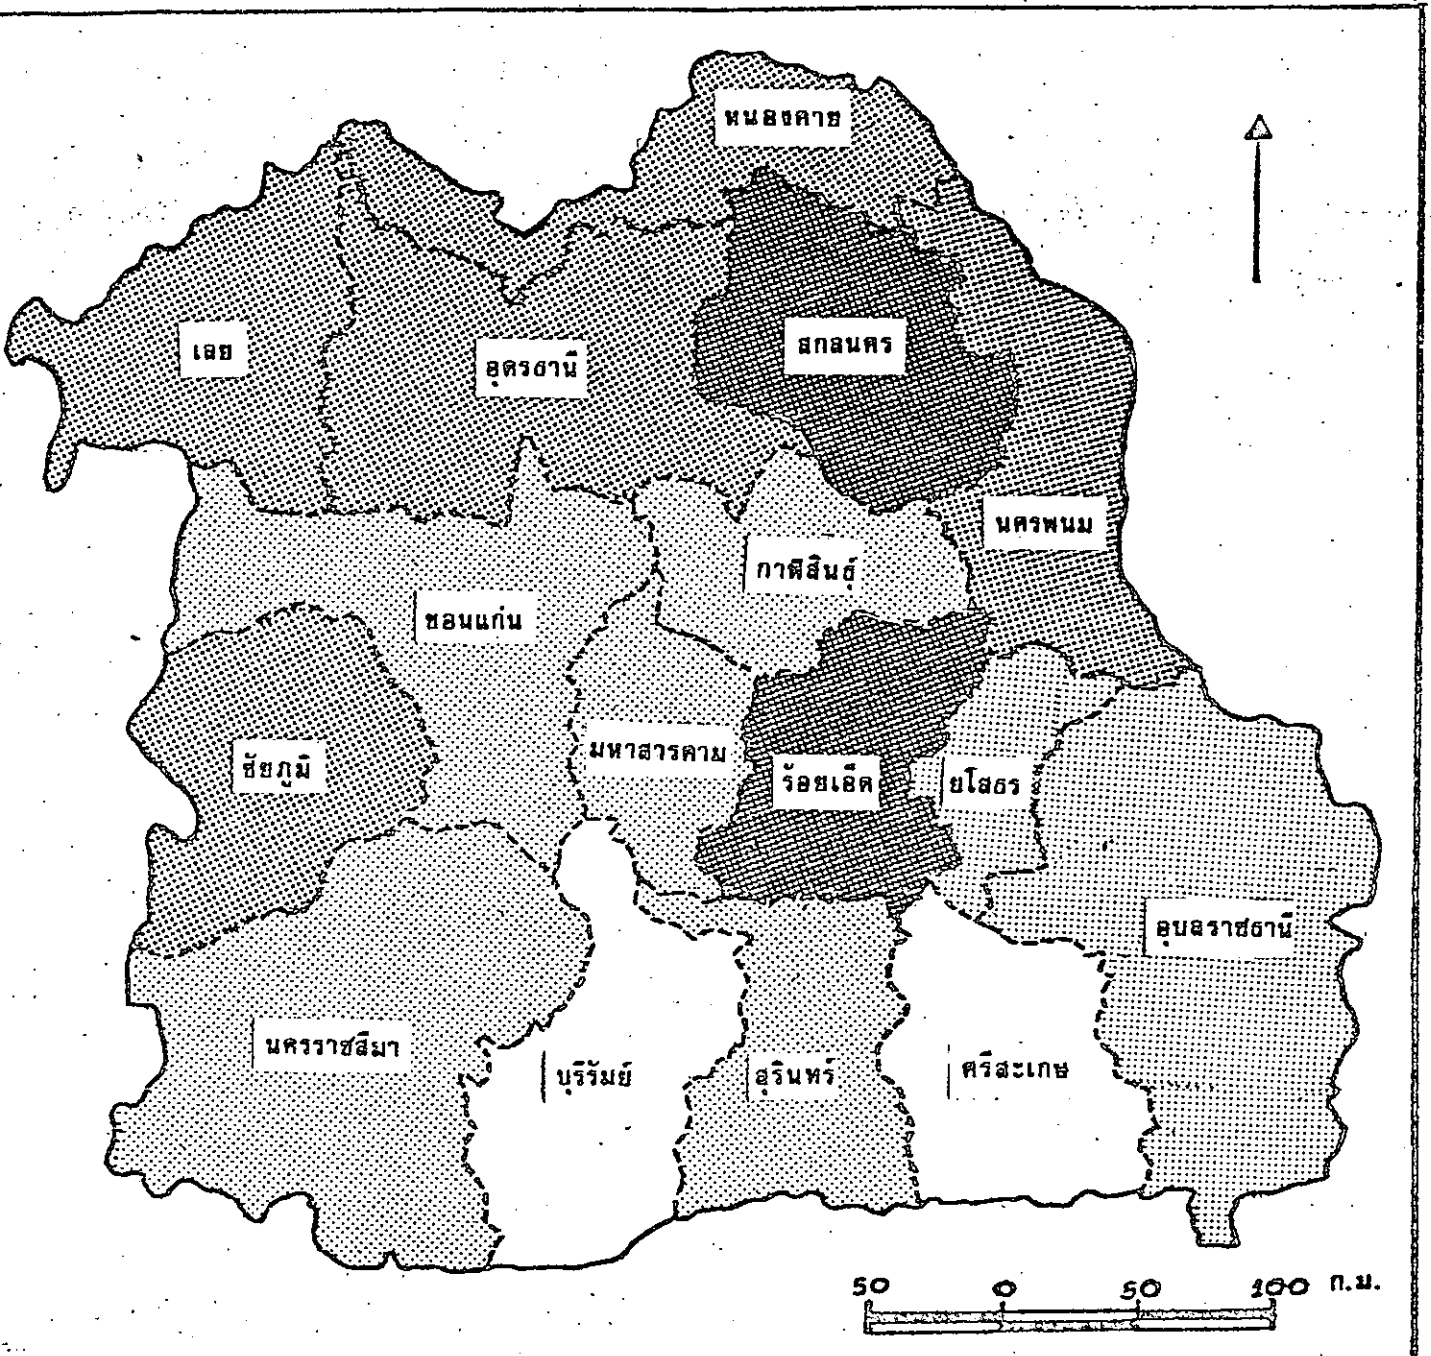 หนองคาย
เลย
อุดรธานี
สกลนคร
นครพนม
กาฬสินธุ์
ขอนแก่น
มหาสารคาม
ชัยภูมิ
ร้อยเอ็ด
ยโสธร
อุบลราชธานี
นครราชสีมา
บุรีรัมย์
สุรินทร์
ศรีสะเกษ
50 0 50 100 ก.ม.